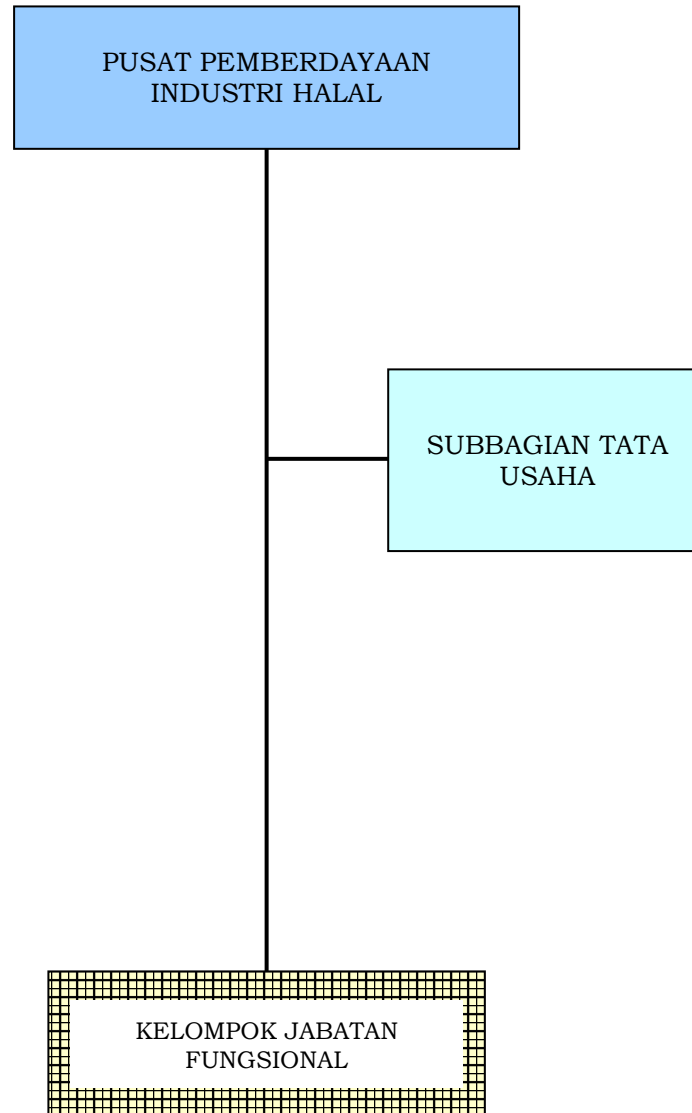 PUSAT PEMBERDAYAAN
INDUSTRI HALAL
SUBBAGIAN TATA
USAHA
KELOMPOK JABATAN
FUNGSIONAL